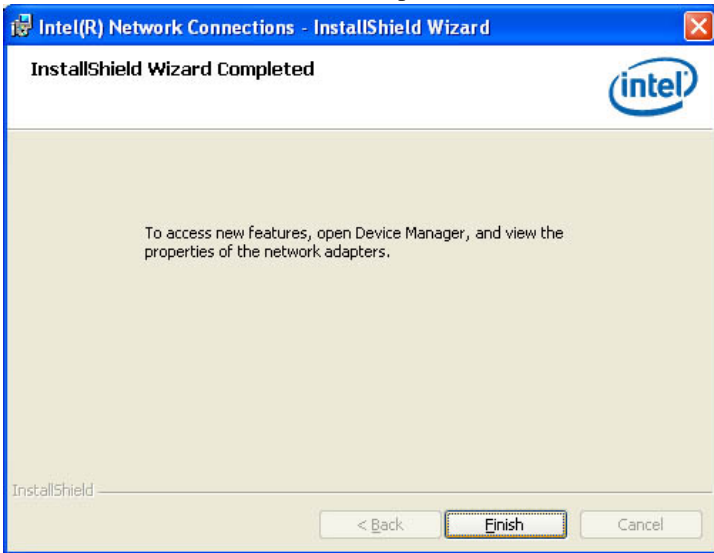 Intel(R) Network Connections - InstallShield Wizard
InstallShield Wizard Completed
intel
To access new features, open Device Manager, and view the
properties of the network adapters.
InstallShield
< Back
Finish
Cancel